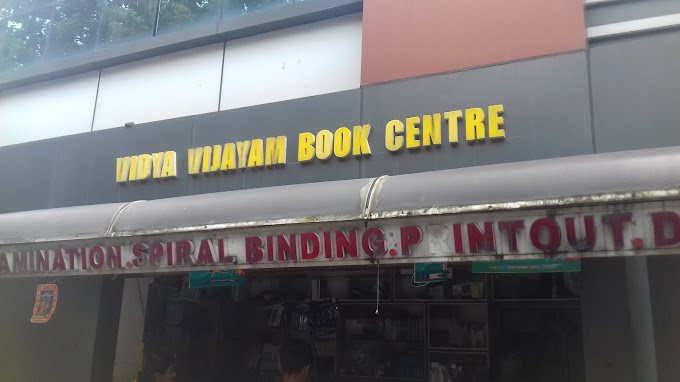 VIDYA VIJAYAM BOOK CENTRE
AMINATION.SPIRAL BINDING.PRINTOUT.D